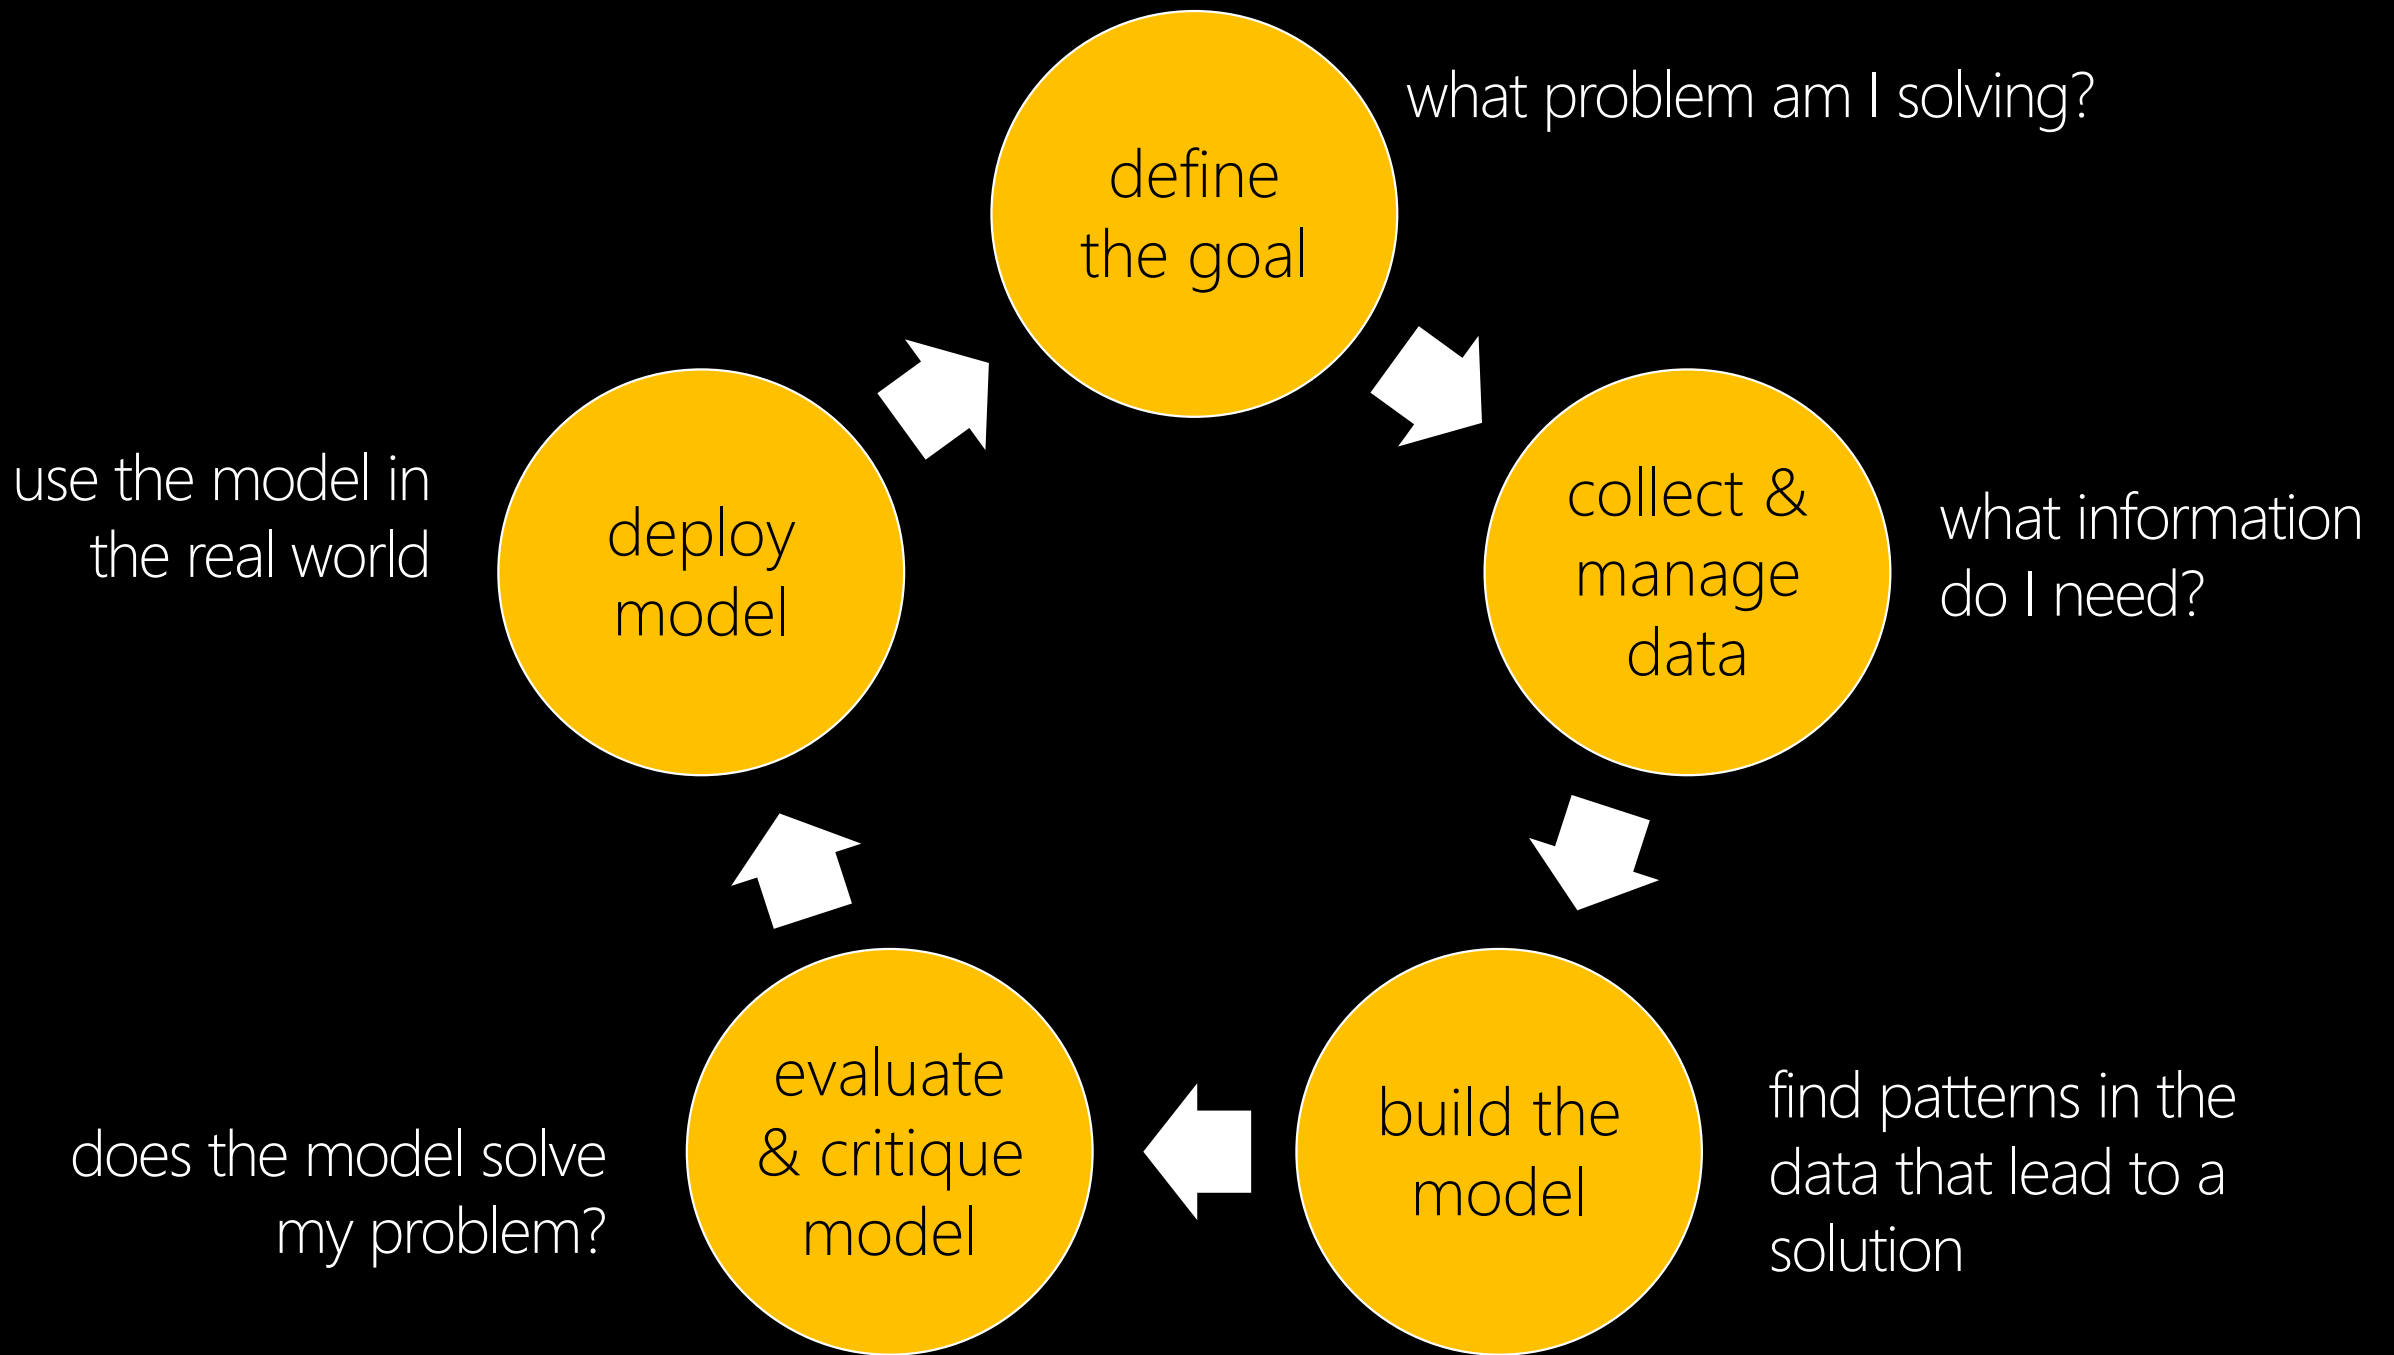 define
the goal
what problem am I solving?
collect &
manage
data
what information
do I need?
build the
model
find patterns in the
data that lead to a
solution
evaluate
& critique
model
does the model solve
my problem?
deploy
model
use the model in
the real world